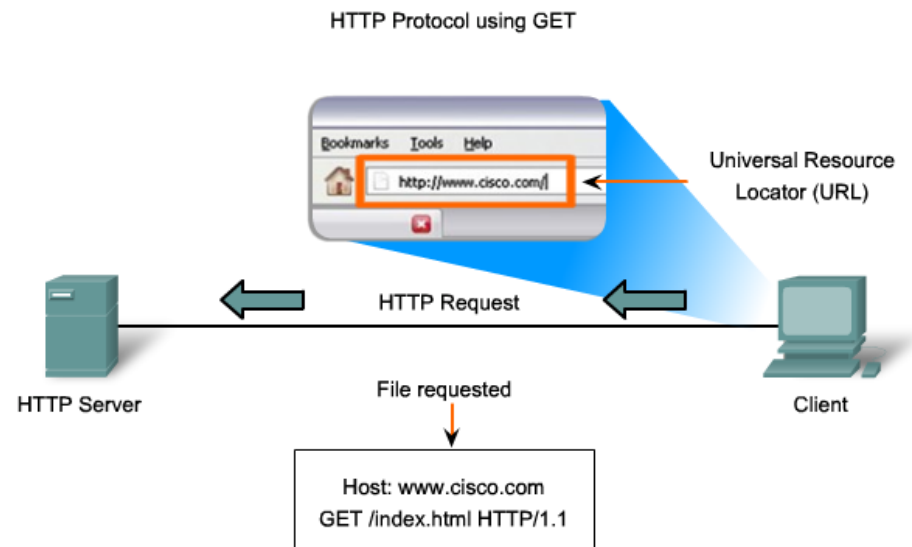 HTTP Protocol using GET
Bookmarks Tools Help
http://www.cisco.com/
Universal Resource
Locator (URL)
HTTP Request
HTTP Server
File requested
Client
Host: www.cisco.com
GET /index.html HTTP/1.1